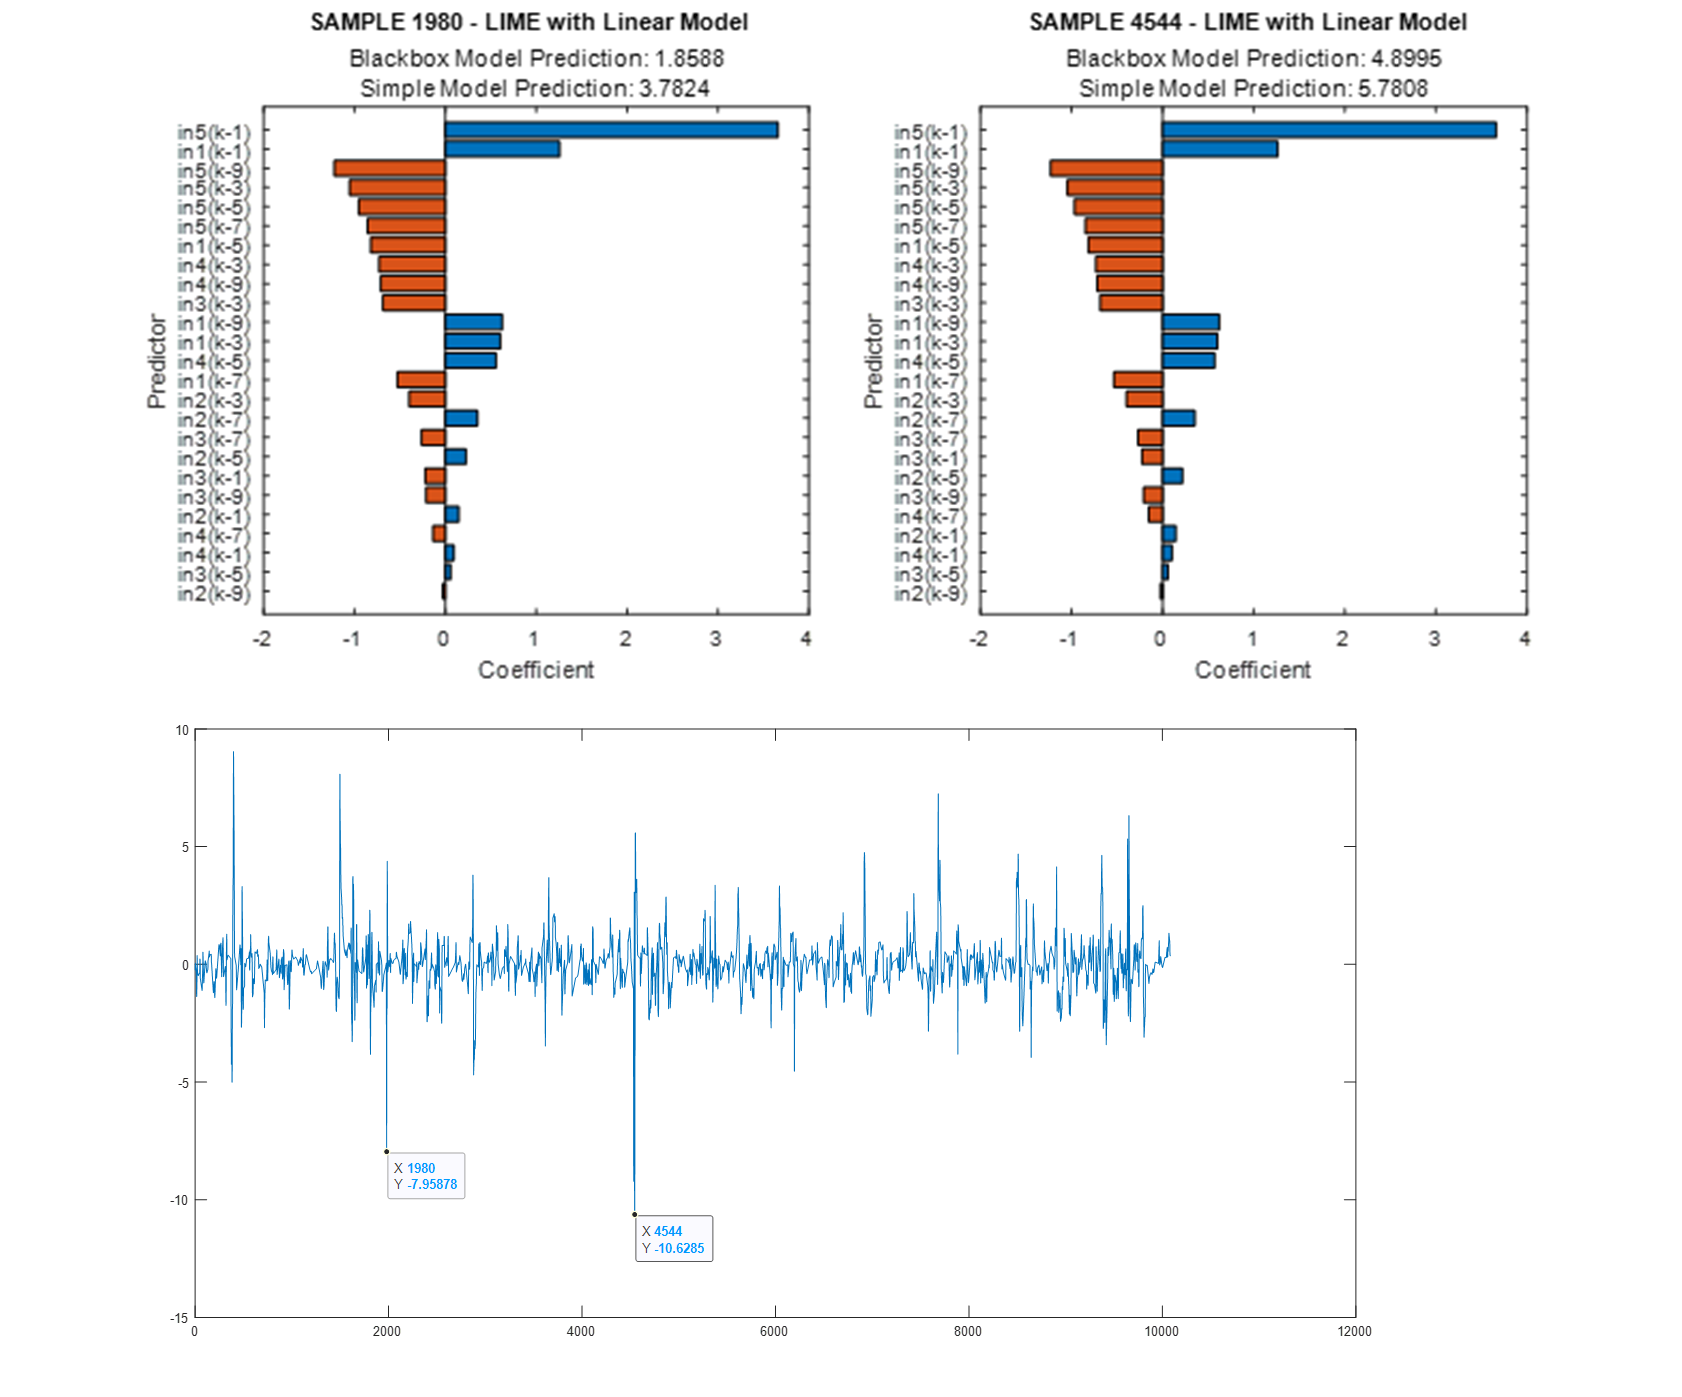 SAMPLE 1980 - LIME with Linear Model
Blackbox Model Prediction: 1.8588
Simple Model Prediction: 3.7824
in5(k-1)
in1(k-1)
in5(k-9)
in5(k-3)
in5(k-5)
in5(k-7)
in1(k-5)
in4(k-3)
in4(k-9)
in3(k-3)
in1(k-9)
in1(k-3)
in4(k-5)
in1(k-7)
in2(k-3)
in2(k-7)
in3(k-7)
in2(k-5)
in3(k-1)
in3(k-9)
in2(k-1)
in4(k-7)
in4(k-1)
in3(k-5)
in2(k-9)
Predictor
-2 -1 0 1 2 3 4
Coefficient
SAMPLE 4544 - LIME with Linear Model
Blackbox Model Prediction: 4.8995
Simple Model Prediction: 5.7808
in5(k-1)
in1(k-1)
in5(k-9)
in5(k-3)
in5(k-5)
in5(k-7)
in1(k-5)
in4(k-3)
in4(k-9)
in3(k-3)
in1(k-9)
in1(k-3)
in4(k-5)
in1(k-7)
in2(k-3)
in2(k-7)
in3(k-7)
in3(k-1)
in2(k-5)
in3(k-9)
in4(k-7)
in2(k-1)
in4(k-1)
in3(k-5)
in2(k-9)
Predictor
-2 -1 0 1 2 3 4
Coefficient
10
5
0
-5
-10
-15
X 1980
Y -7.95878
X 4544
Y -10.6285
0 2000 4000 6000 8000 10000 12000